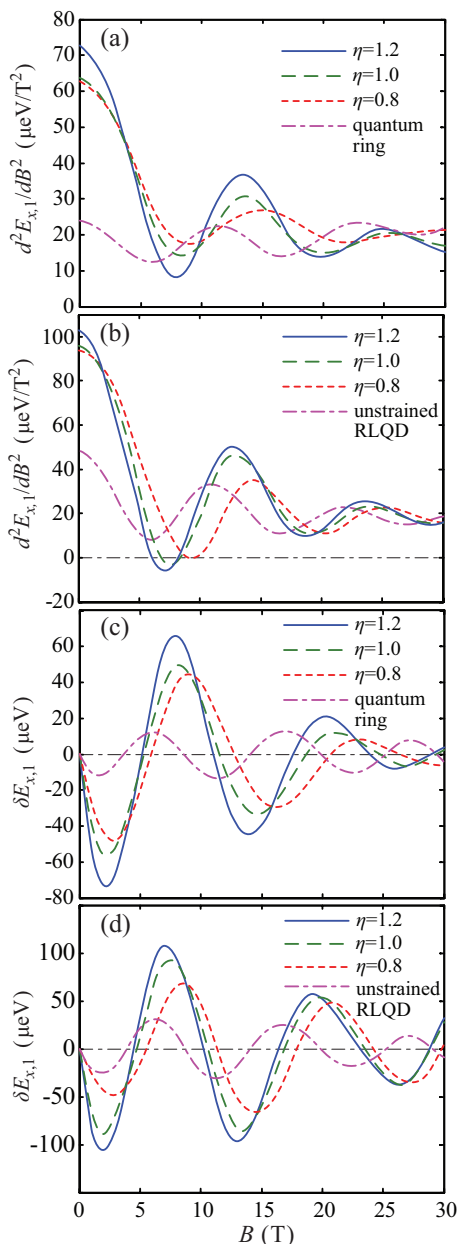 (a)
η=1.2
η=1.0
η=0.8
quantum
ring
80
70
60
50
40
30
20
10
0
d²E_{x,1}/dB² (μeV/T²)
(b)
η=1.2
η=1.0
η=0.8
unstrained
RLQD
100
80
60
40
20
0
-20
d²E_{x,1}/dB² (μeV/T²)
(c)
η=1.2
η=1.0
η=0.8
quantum
ring
60
40
20
0
-20
-40
-60
-80
δE_{x,1} (μeV)
(d)
η=1.2
η=1.0
η=0.8
unstrained
RLQD
100
50
0
-50
-100
δE_{x,1} (μeV)
0 5 10 15 20 25 30
B (T)